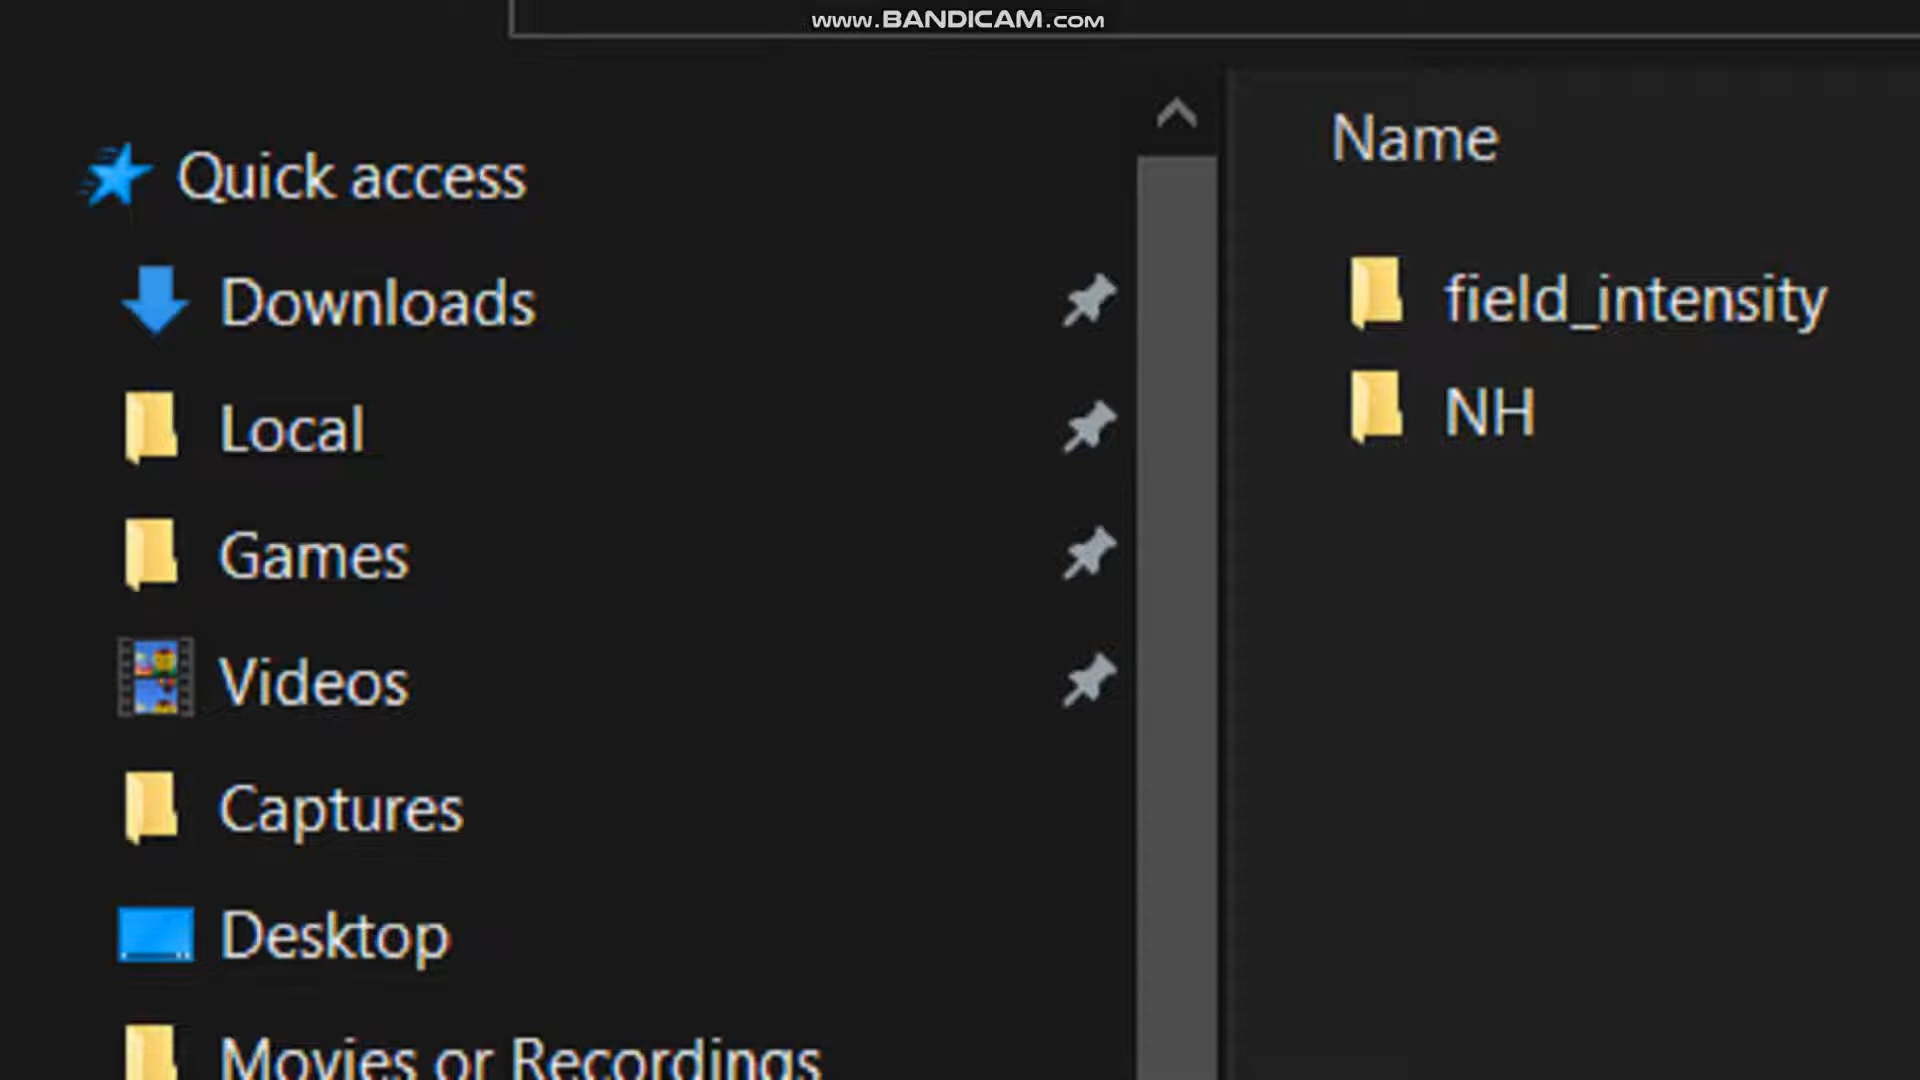 www.BANDICAM.com
Quick access
Downloads
Local
Games
Videos
Captures
Desktop
Movies or Recordings
Name
field_intensity
NH